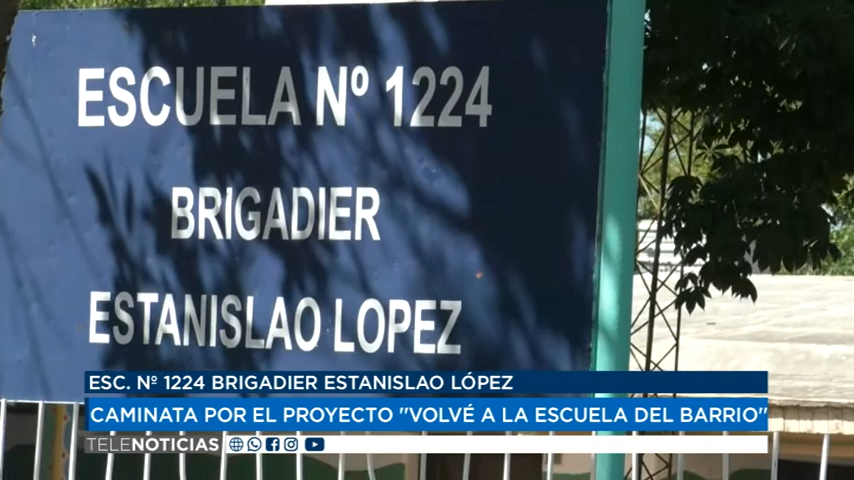 ESCUELA Nº 1224
BRIGADIER
ESTANISLAO LOPEZ
ESC. Nº 1224 BRIGADIER ESTANISLAO LÓPEZ
CAMINATA POR EL PROYECTO "VOLVÉ A LA ESCUELA DEL BARRIO"
TELENOTICIAS